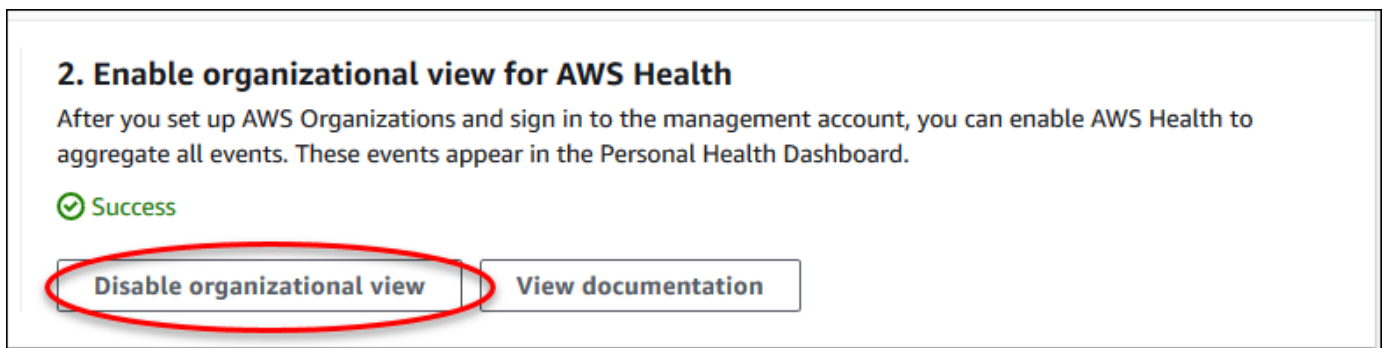 2. Enable organizational view for AWS Health
After you set up AWS Organizations and sign in to the management account, you can enable AWS Health to
aggregate all events. These events appear in the Personal Health Dashboard.
Success
Disable organizational view
View documentation